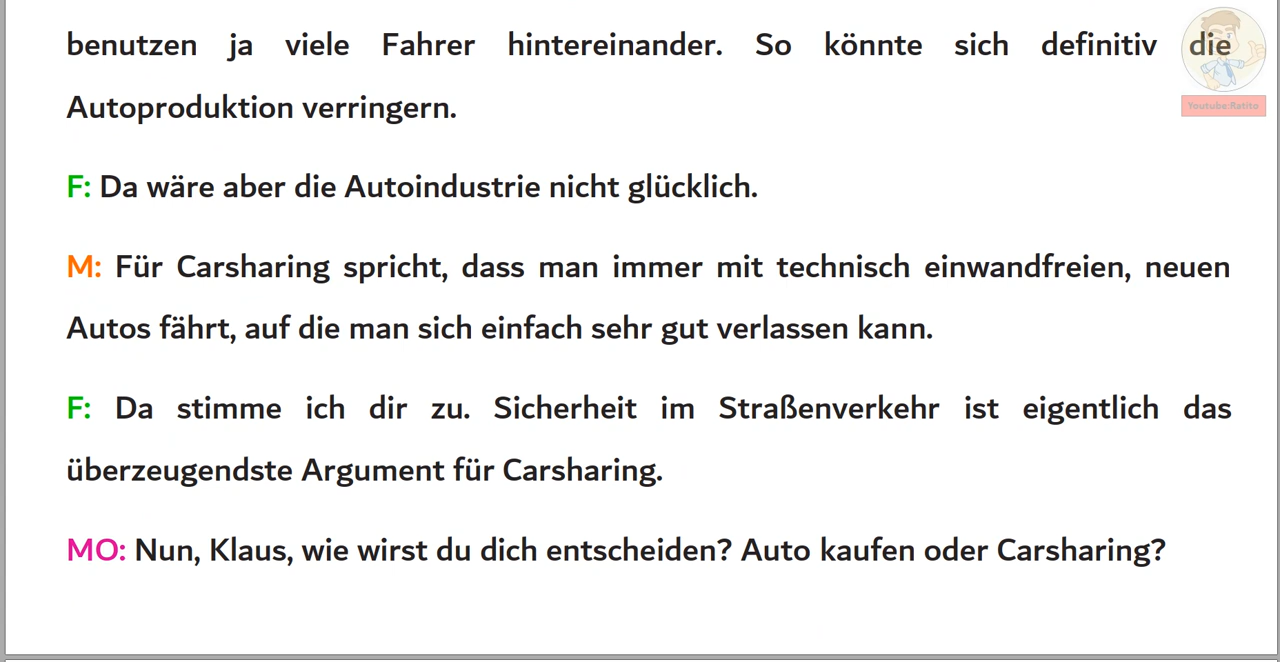 benutzen ja viele Fahrer hintereinander. So könnte sich definitiv die
Autoproduktion verringern.
Youtube:Ratito
F: Da wäre aber die Autoindustrie nicht glücklich.
M: Für Carsharing spricht, dass man immer mit technisch einwandfreien, neuen
Autos fährt, auf die man sich einfach sehr gut verlassen kann.
F: Da stimme ich dir zu. Sicherheit im Straßenverkehr ist eigentlich das
überzeugendste Argument für Carsharing.
MO: Nun, Klaus, wie wirst du dich entscheiden? Auto kaufen oder Carsharing?